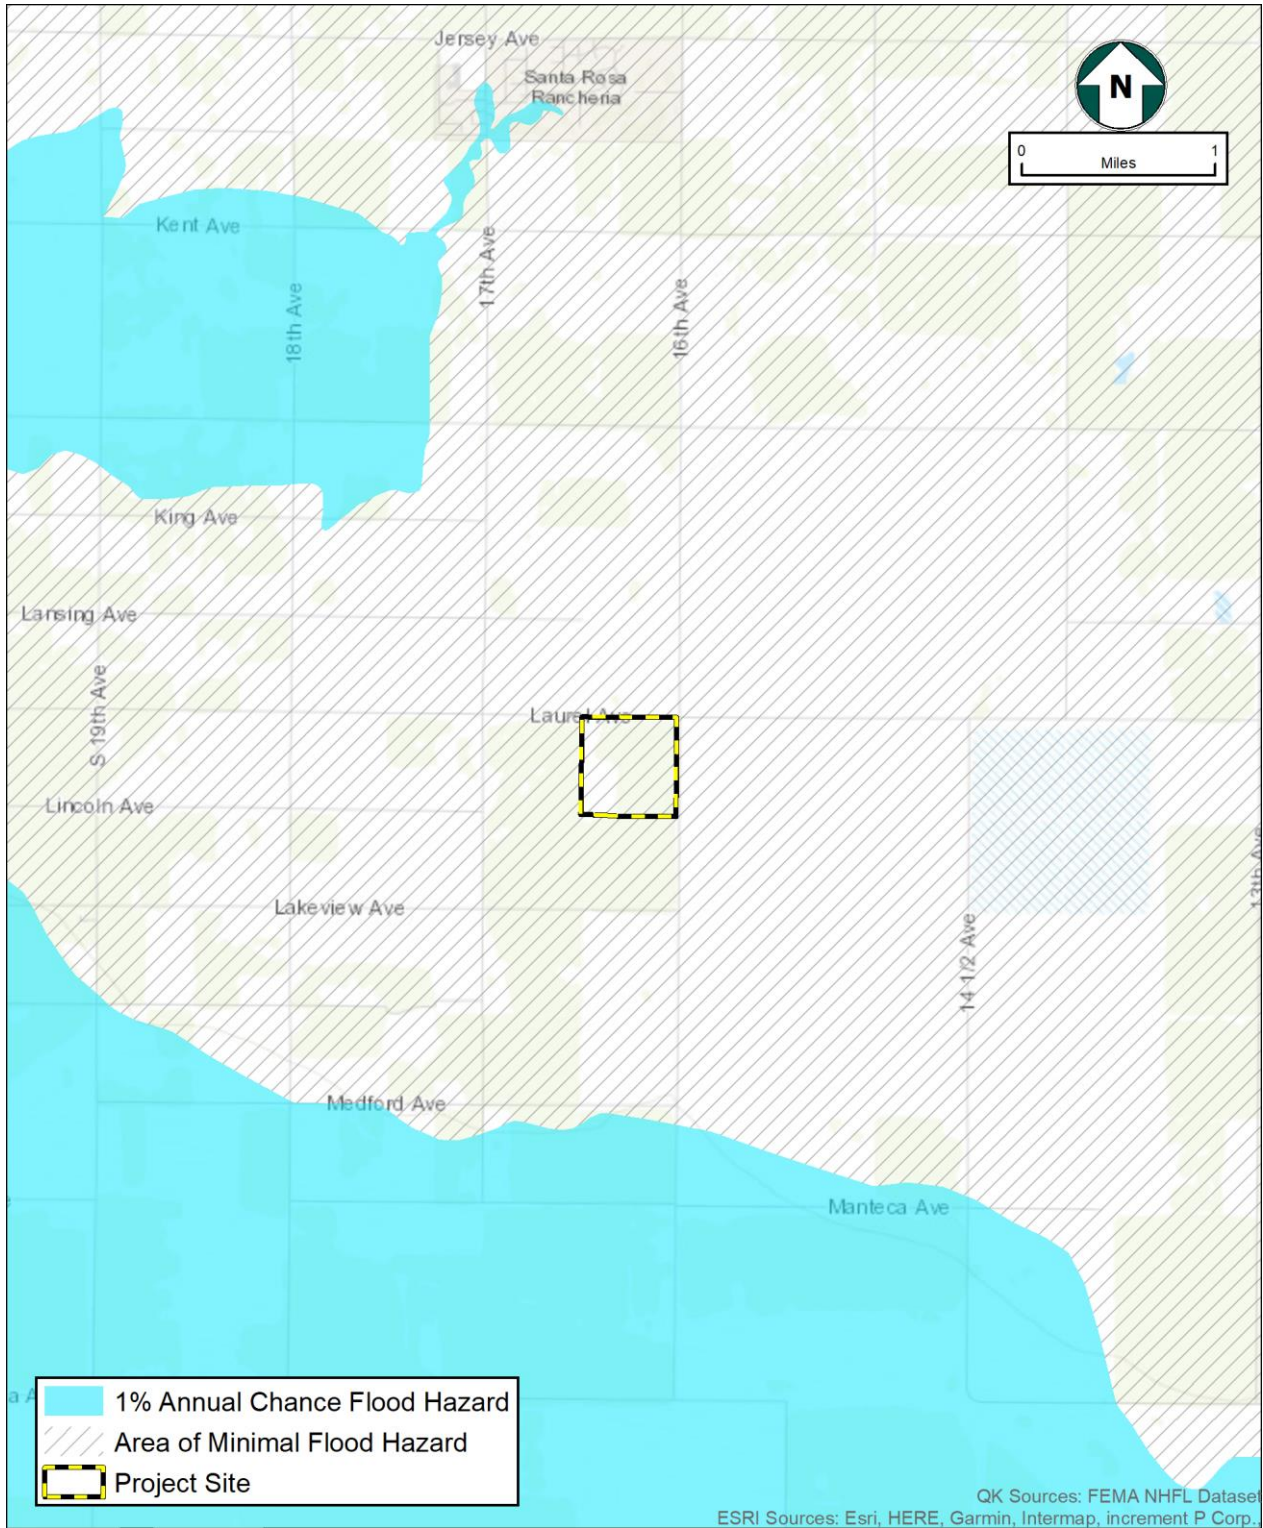 Jersey Ave
Santa Rosa
Rancheria
N
0 1
Miles
Kent Ave
17th Ave
18th Ave
16th Ave
King Ave
Lansing Ave
S 19th Ave
Laurel Ave
Lincoln Ave
13th Ave
Lakeview Ave
14 1/2 Ave
Medford Ave
Manteca Ave
1% Annual Chance Flood Hazard
Area of Minimal Flood Hazard
Project Site
QK Sources: FEMA NHFL Dataset
ESRI Sources: Esri, HERE, Garmin, Intermap, increment P Corp.,